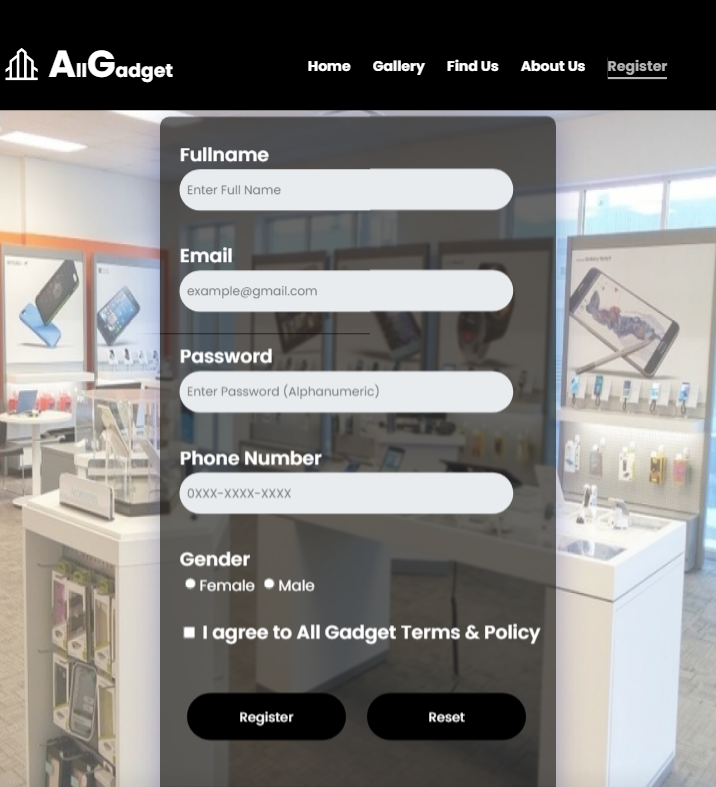 AllGadget
Home Gallery Find Us About Us Register
Fullname
Enter Full Name
Email
example@gmail.com
Password
Enter Password (Alphanumeric)
Phone Number
0XXX-XXXX-XXXX
Gender
Female Male
I agree to All Gadget Terms & Policy
Register Reset